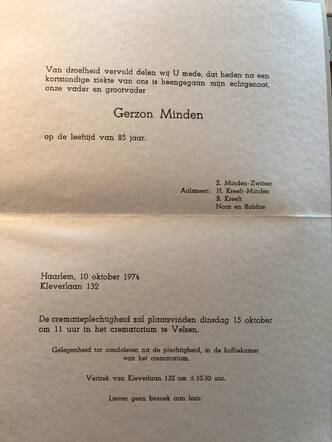 Van droefheid vervuld delen wij U mede, dat heden na een
kortstondige ziekte van ons is heengegaan mijn echtgenoot,
onze vader en grootvader
Gerzon Minden
op de leeftijd van 85 jaar.
S. Minden-Zwitser
Aalsmeer: H. Kreeft-Minden
B. Kreeft
Nora en Robbie
Haarlem, 10 oktober 1974
Kleverlaan 132
De crematieplechtigheid zal plaatsvinden dinsdag 15 oktober
om 11 uur in het crematorium te Velsen.
Gelegenheid tot condoleren na de plechtigheid, in de koffiekamer
van het crematorium.
Vertrek van Kleverlaan 132 om ± 10.30 uur.
Liever geen bezoek aan huis.